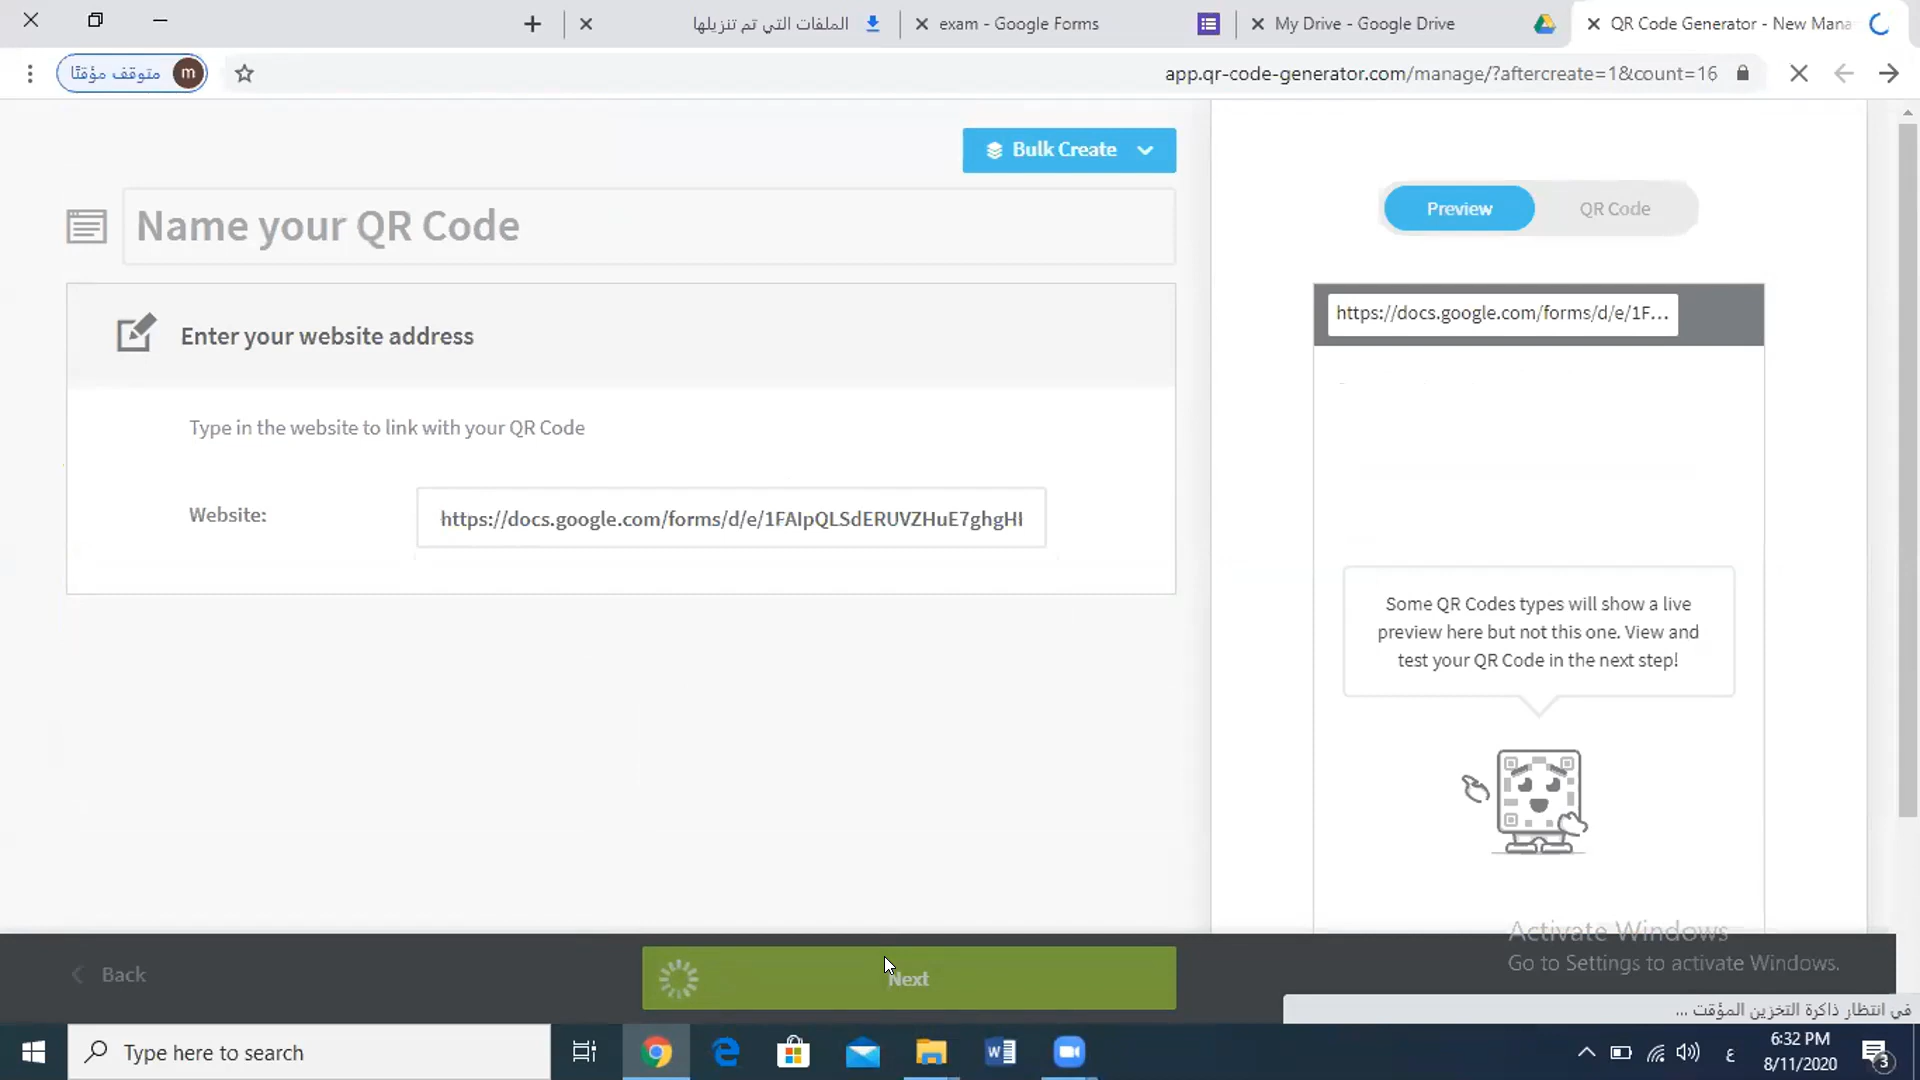 الملفات التي تم تنزيلها
exam - Google Forms
My Drive - Google Drive
QR Code Generator - New Mana
متوقف مؤقتًا
m
app.qr-code-generator.com/manage/?aftercreate=1&count=16
Bulk Create
Name your QR Code
Preview
QR Code
Enter your website address
https://docs.google.com/forms/d/e/1F...
Type in the website to link with your QR Code
Website:
https://docs.google.com/forms/d/e/1FAIpQLSdERUVZHuE7ghgHI
Some QR Codes types will show a live
preview here but not this one. View and
test your QR Code in the next step!
Activate Windows
Go to Settings to activate Windows.
Back
Next
في انتظار ذاكرة التخزين المؤقت ...
Type here to search
ع
6:32 PM
8/11/2020
3